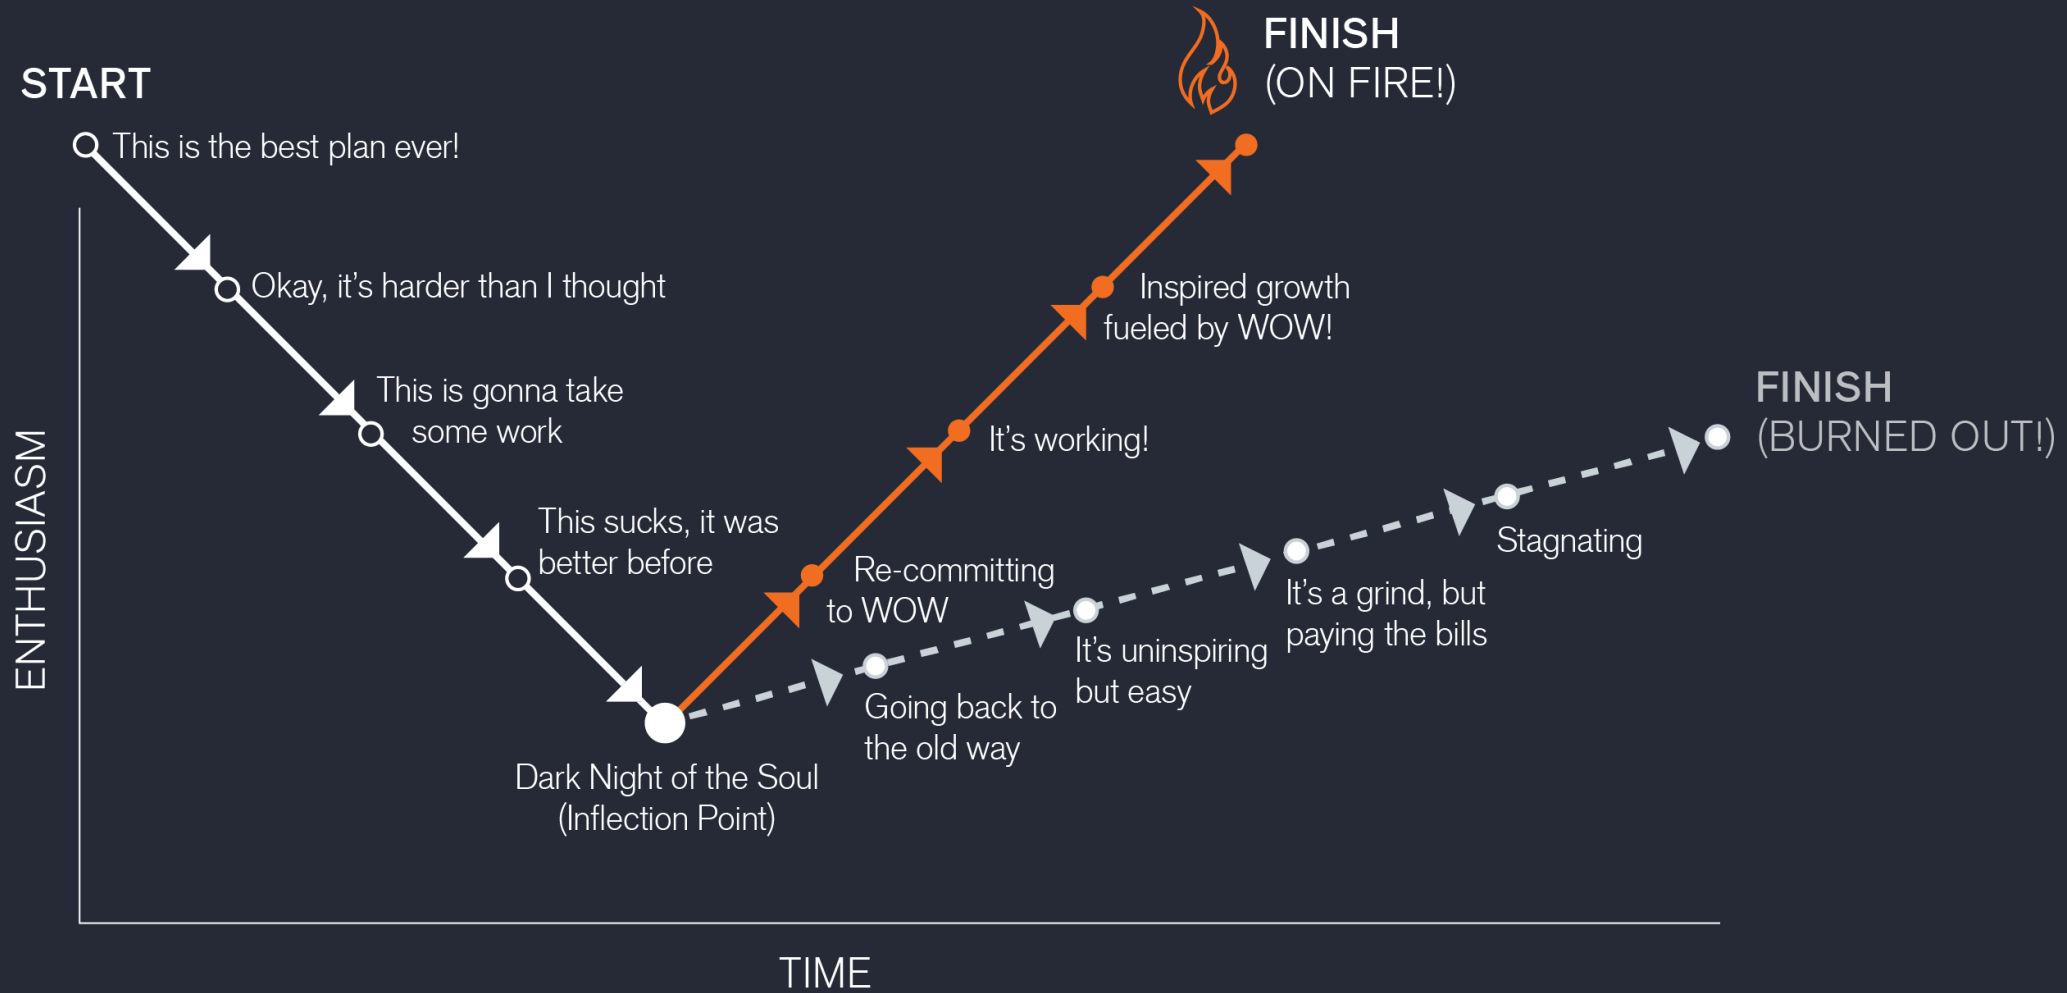 START
This is the best plan ever!
Okay, it’s harder than I thought
This is gonna take
some work
This sucks, it was
better before
Dark Night of the Soul
(Inflection Point)
Re-committing
to WOW
It’s working!
Inspired growth
fueled by WOW!
FINISH
(ON FIRE!)
Going back to
the old way
It’s uninspiring
but easy
It’s a grind, but
paying the bills
Stagnating
FINISH
(BURNED OUT!)
ENTHUSIASM
TIME